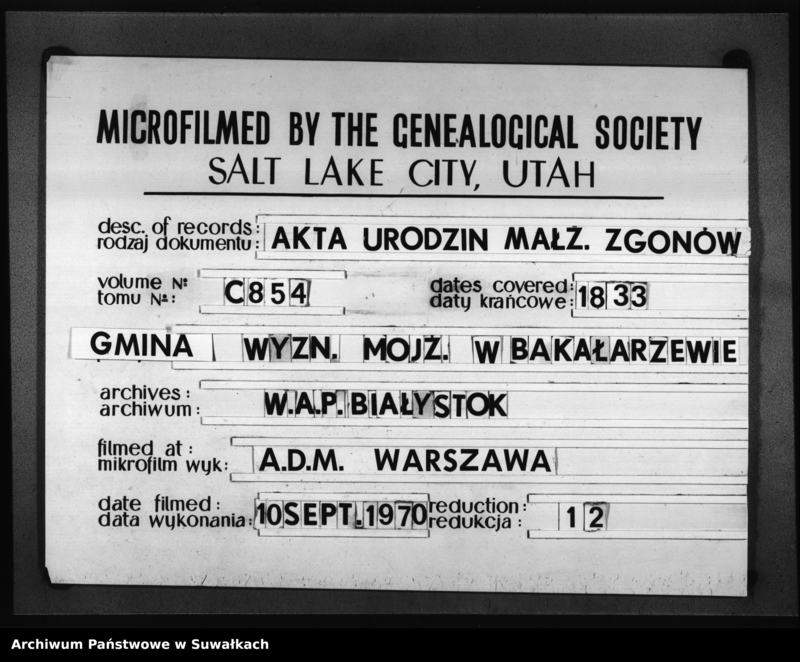 MICROFILMED BY THE GENEALOGICAL SOCIETY
SALT LAKE CITY, UTAH
desc. of records:
rodzaj dokumentu: AKTA URODZIN MAŁŻ. ZGONÓW
volume No: C854 dates covered: 1833
tomu No: daty krańcowe:
GMINA WYZN. MOJŻ. W BAKAŁARZEWIE
archives:
archiwum: W.A.P. BIAŁYSTOK
filmed at:
mikrofilm wyk: A.D.M. WARSZAWA
date filmed: 10 SEPT. 1970 reduction: 12
data wykonania: redukcja:
Archiwum Państwowe w Suwałkach